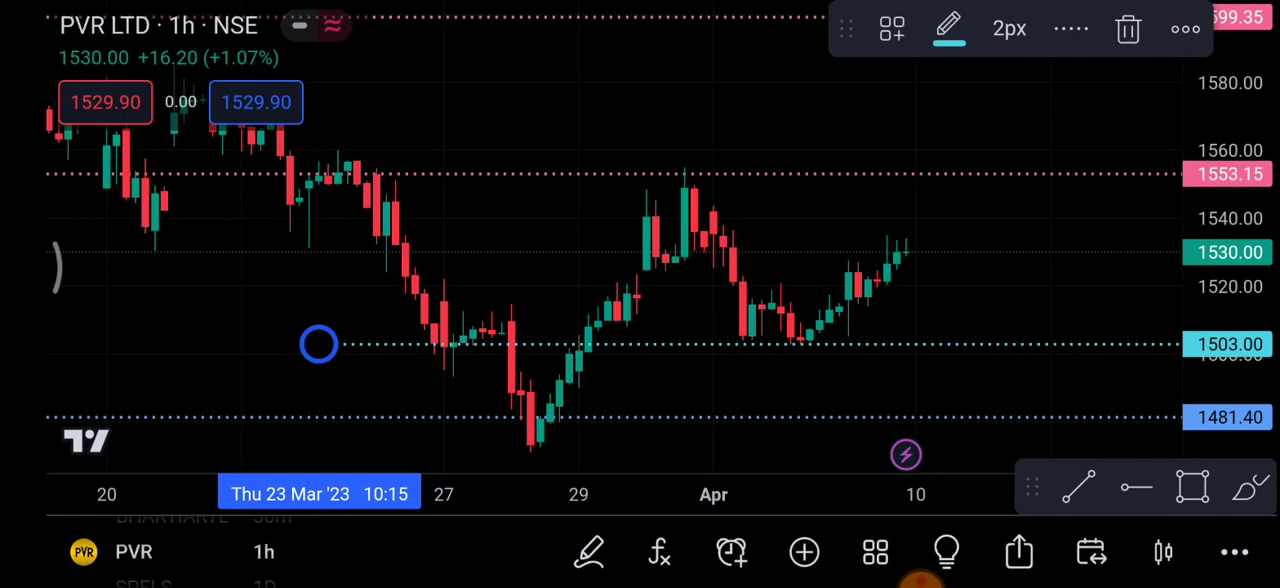 PVR LTD · 1h · NSE
1530.00 +16.20 (+1.07%)
1529.90 0.00 1529.90
2px
1599.35
1580.00
1560.00
1553.15
1540.00
1530.00
1520.00
1503.00
1481.40
20 Thu 23 Mar '23 10:15 27 29 Apr 10
PVR PVR 1h